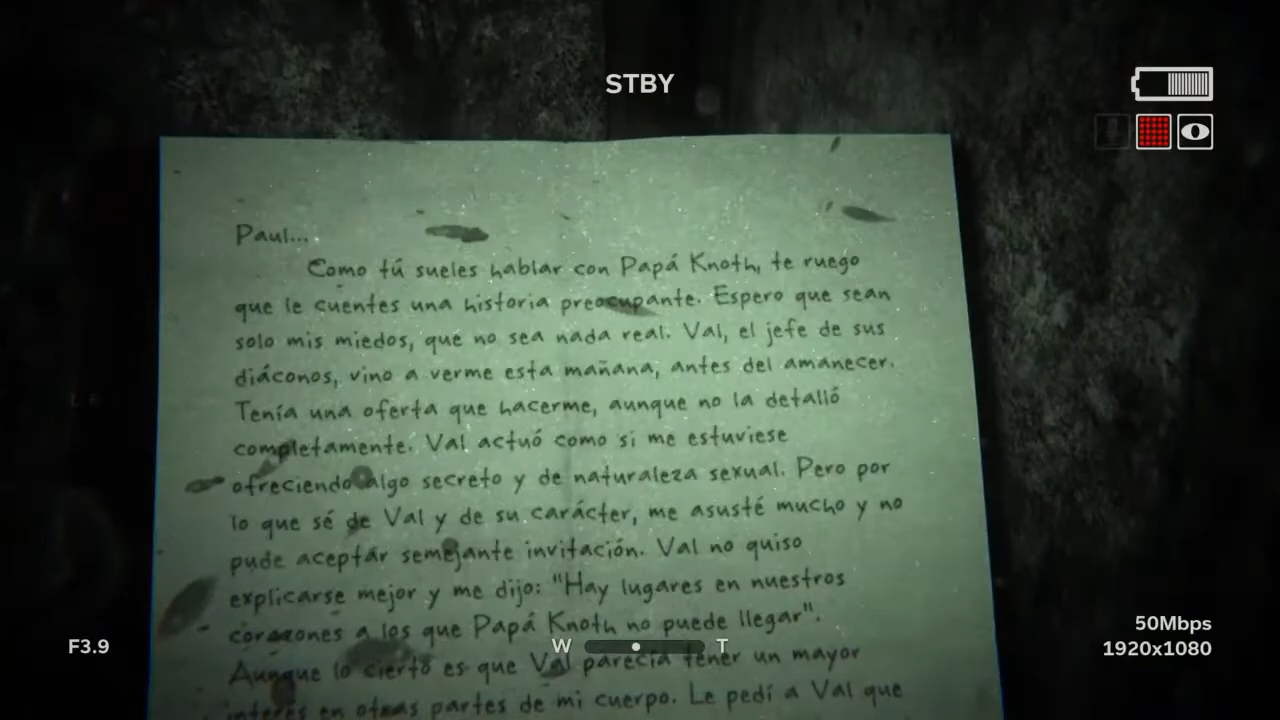 STBY
Paul...
Como tú sueles hablar con Papá Knoth, te ruego
que le cuentes una historia preocupante. Espero que sean
solo mis miedos, que no sea nada real. Val, el jefe de sus
diáconos, vino a verme esta mañana, antes del amanecer.
Tenía una oferta que hacerme, aunque no la detalló
completamente. Val actuó como si me estuviese
ofreciendo algo secreto y de naturaleza sexual. Pero por
lo que sé de Val y de su carácter, me asusté mucho y no
pude aceptar semejante invitación. Val no quiso
explicarse mejor y me dijo: "Hay lugares en nuestros
corazones a los que Papá Knoth no puede llegar".
Aunque lo cierto es que Val parecía tener un mayor
interés en otras partes de mi cuerpo. Le pedí a Val que
F3.9
W T
50Mbps
1920x1080